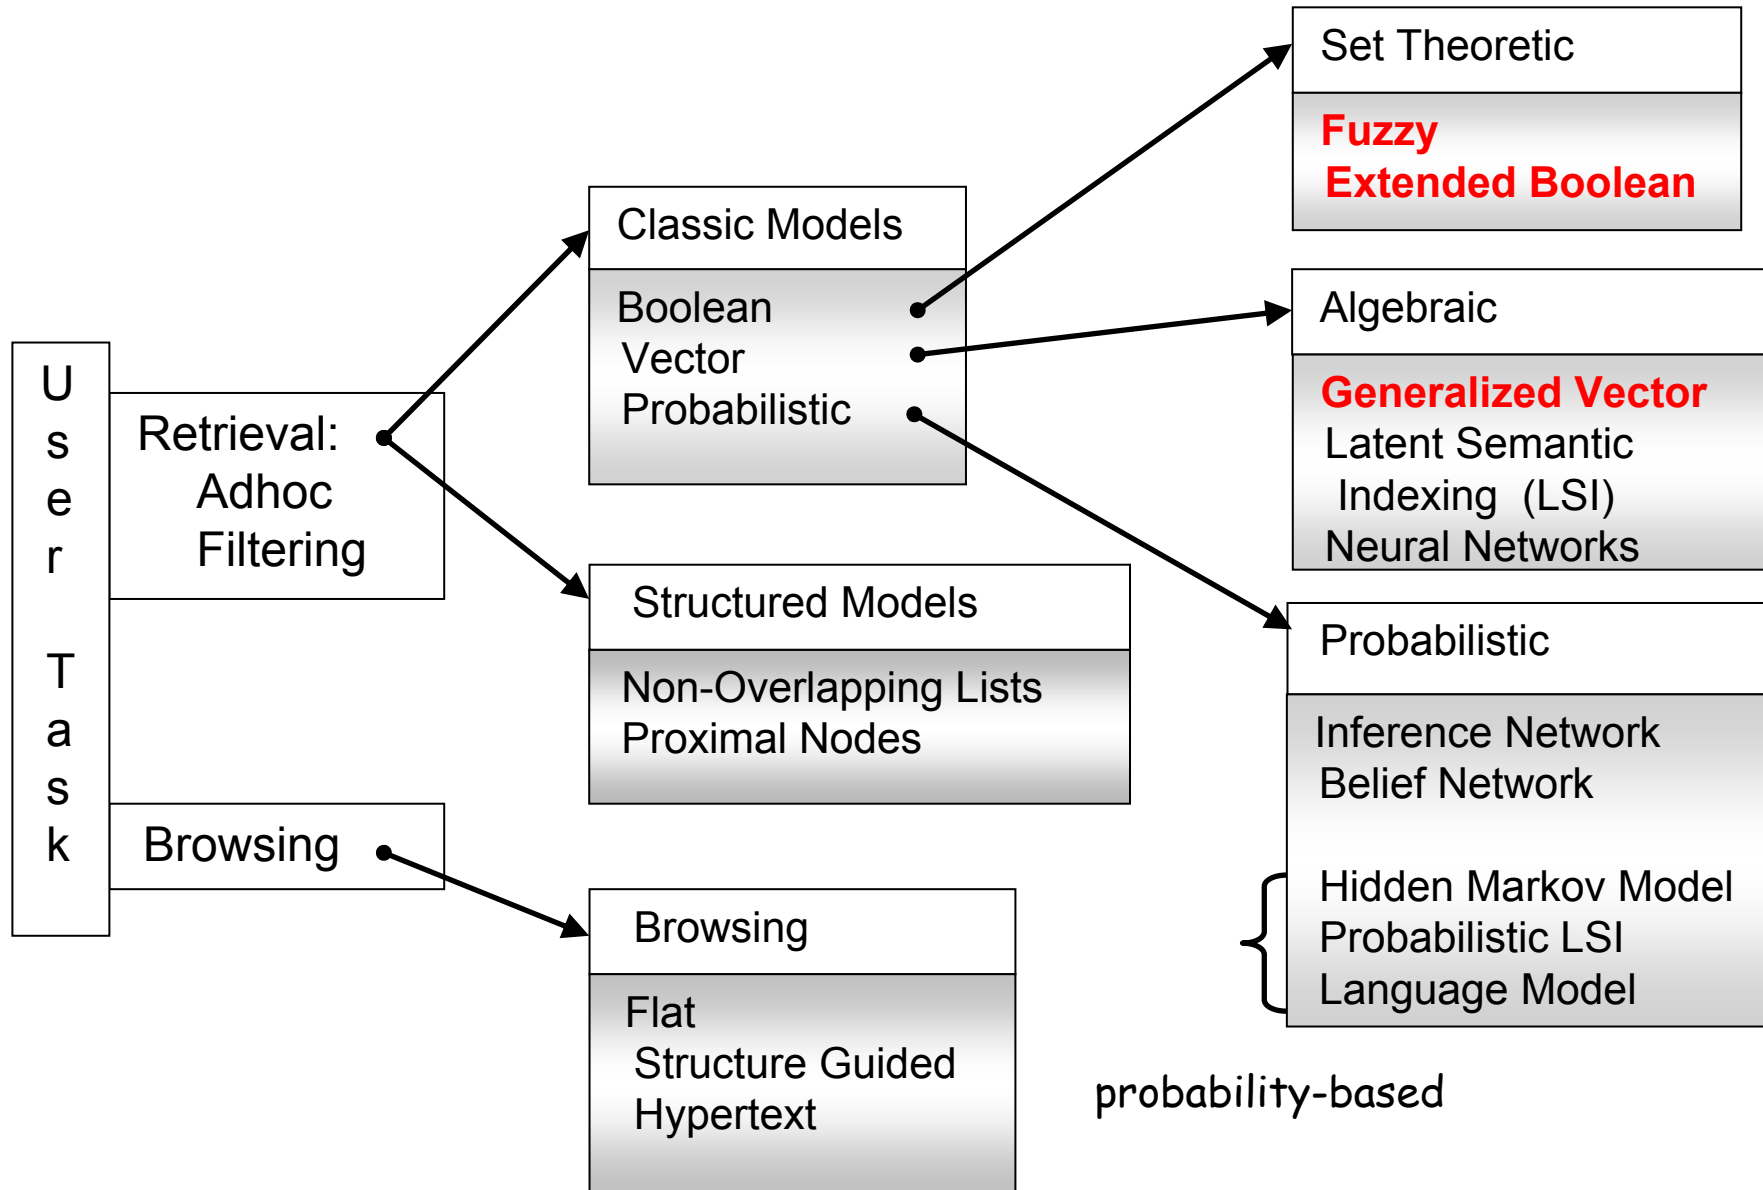 User Task
Retrieval:
Adhoc
Filtering
Browsing
Classic Models
Boolean
Vector
Probabilistic
Structured Models
Non-Overlapping Lists
Proximal Nodes
Browsing
Flat
Structure Guided
Hypertext
Set Theoretic
Fuzzy
Extended Boolean
Algebraic
Generalized Vector
Latent Semantic
Indexing (LSI)
Neural Networks
Probabilistic
Inference Network
Belief Network
Hidden Markov Model
Probabilistic LSI
Language Model
probability-based